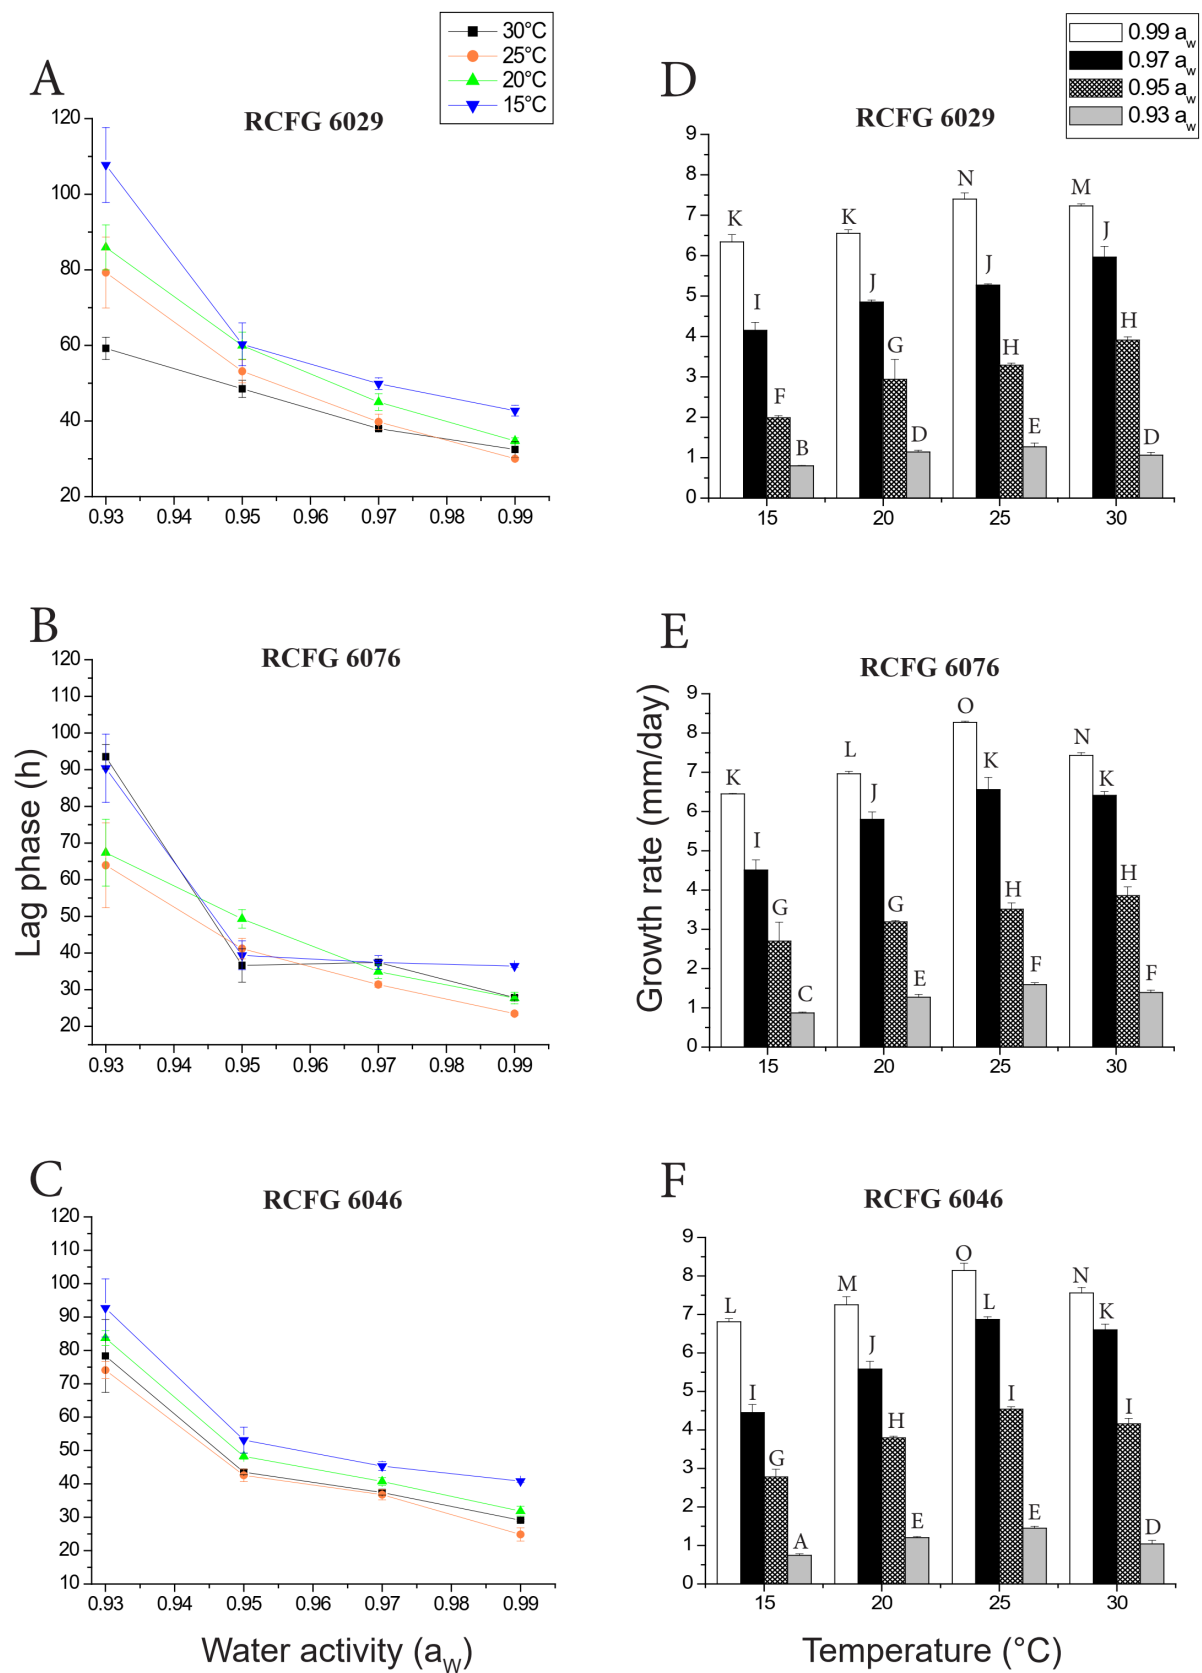 30°C
25°C
20°C
15°C
A
RCFG 6029
120
100
80
60
40
20
0.93 0.94 0.95 0.96 0.97 0.98 0.99
0.99 a_w
0.97 a_w
0.95 a_w
0.93 a_w
D
RCFG 6029
9
8
7
6
5
4
3
2
1
0
K I F B K J G D N J H E M J H D
15 20 25 30
B
RCFG 6076
Lag phase (h)
120
110
100
90
80
70
60
50
40
30
20
0.93 0.94 0.95 0.96 0.97 0.98 0.99
E
RCFG 6076
Growth rate (mm/day)
9
8
7
6
5
4
3
2
1
0
K I G C L J G E O K H F N K H F
15 20 25 30
C
RCFG 6046
120
110
100
90
80
70
60
50
40
30
20
10
0.93 0.94 0.95 0.96 0.97 0.98 0.99
Water activity (a_w)
F
RCFG 6046
9
8
7
6
5
4
3
2
1
0
L I G A M J H E O L I E N K I D
15 20 25 30
Temperature (°C)